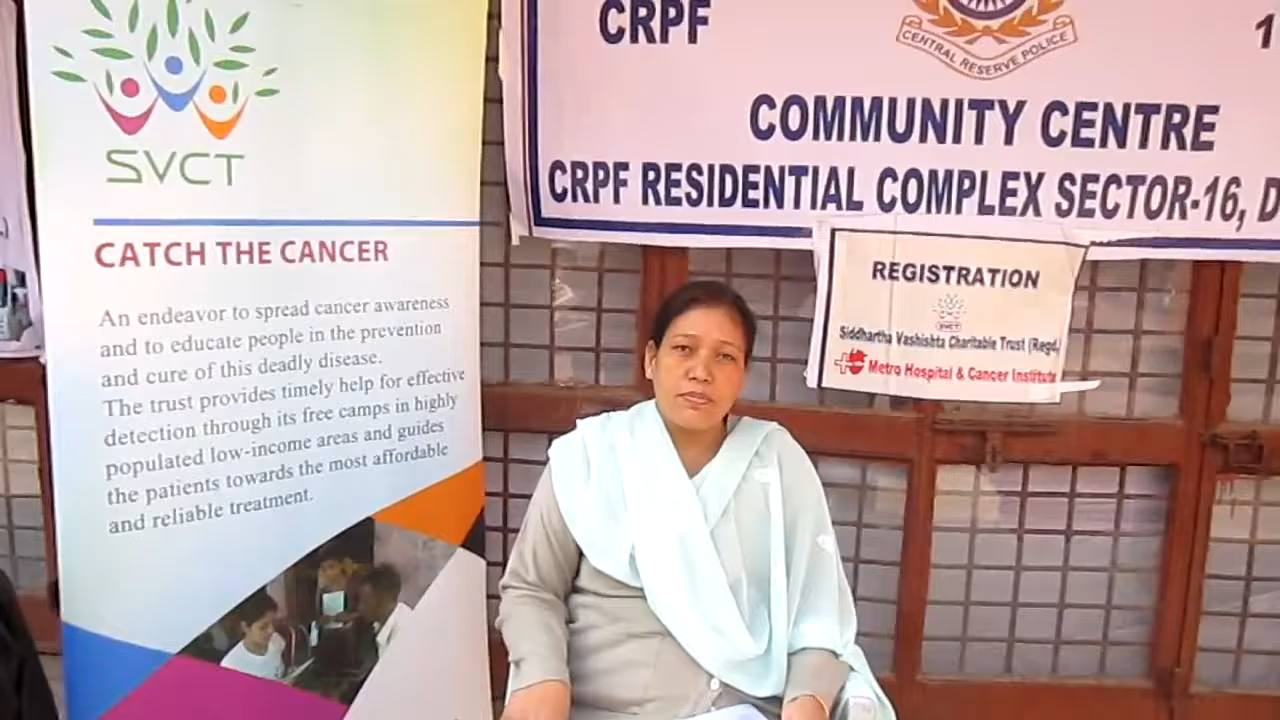 SVCT
CATCH THE CANCER
An endeavor to spread cancer awareness
and to educate people in the prevention
and cure of this deadly disease.
The trust provides timely help for effective
detection through its free camps in highly
populated low-income areas and guides
the patients towards the most affordable
and reliable treatment.
CRPF
CENTRAL RESERVE POLICE
1
COMMUNITY CENTRE
CRPF RESIDENTIAL COMPLEX SECTOR-16, D
REGISTRATION
SVCT
Siddhartha Vashishta Charitable Trust (Regd.
Metro Hospital & Cancer Institute